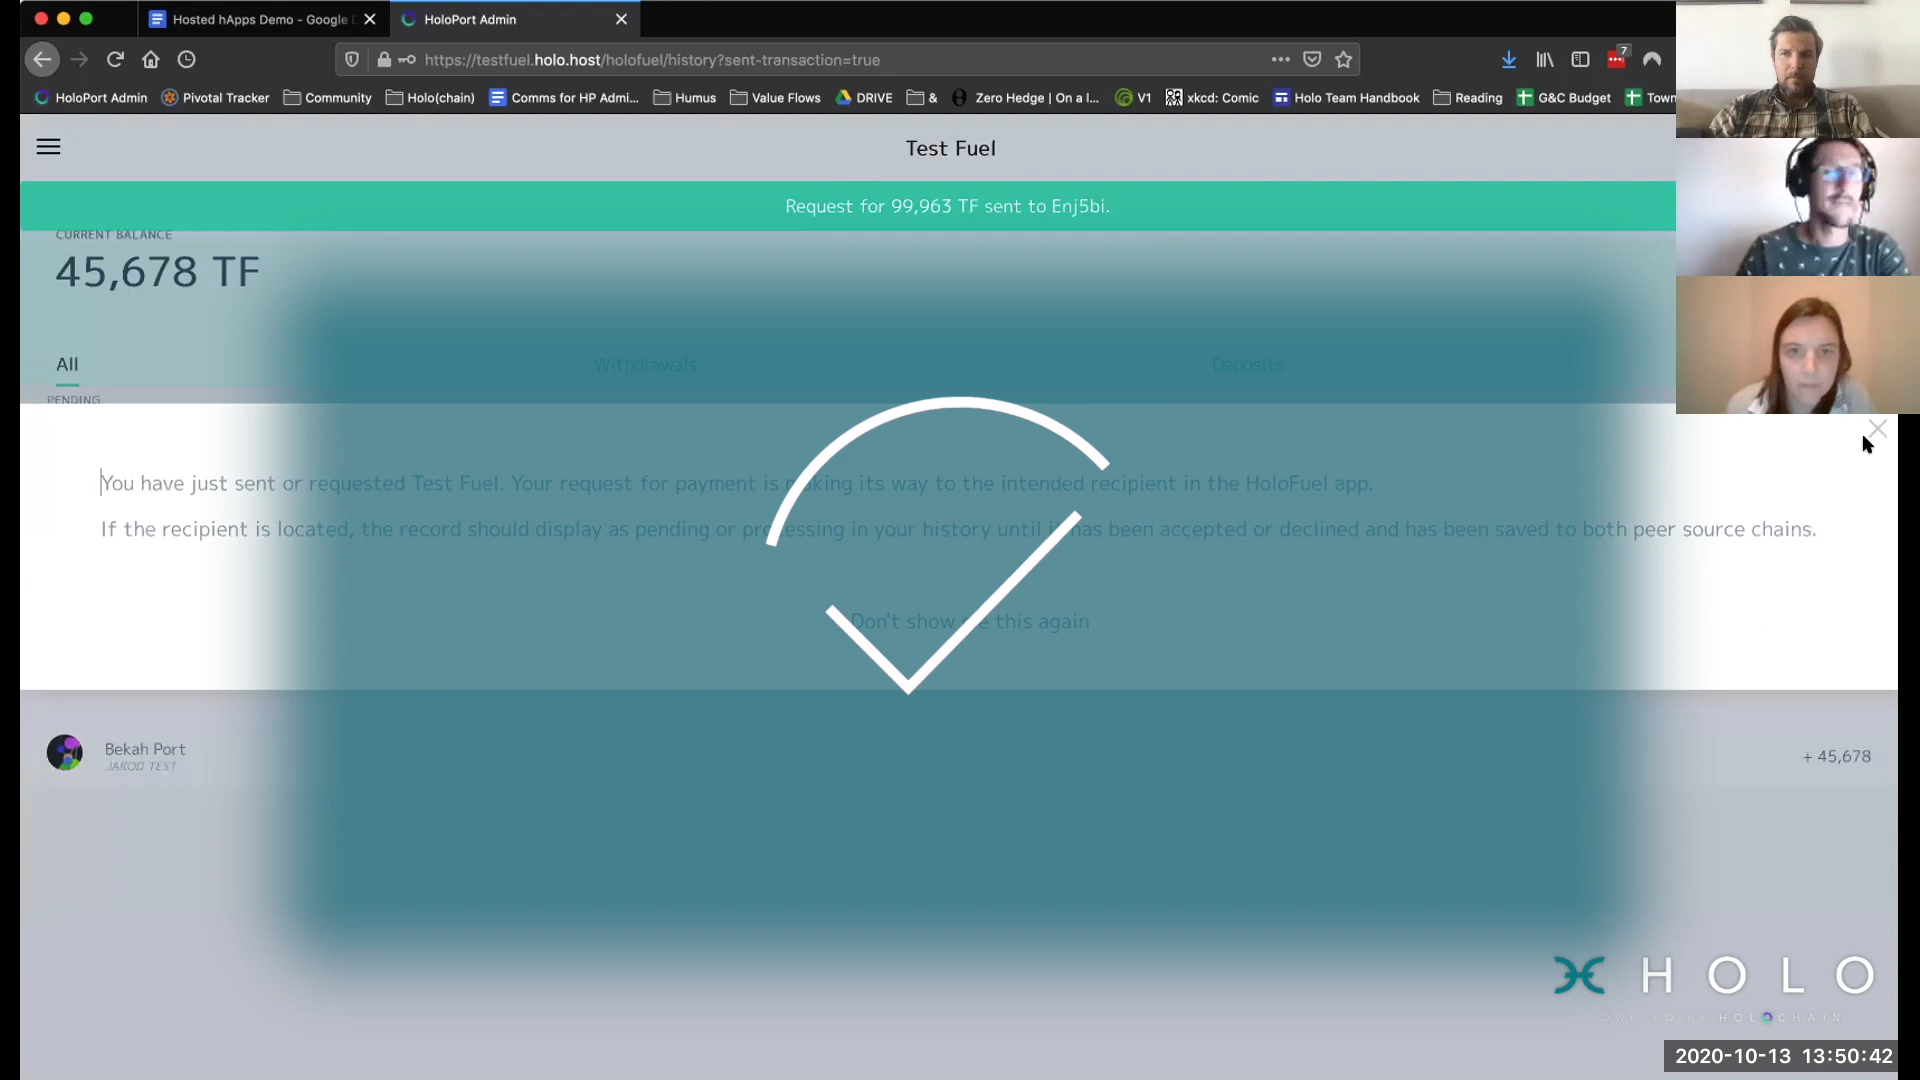 Hosted hApps Demo - Google
HoloPort Admin
https://testfuel.holo.host/holofuel/history?sent-transaction=true
7
HoloPort Admin
Pivotal Tracker
Community
Holo(chain)
Comms for HP Admi...
Humus
Value Flows
DRIVE
&
Zero Hedge | On a l...
V1
xkcd: Comic
Holo Team Handbook
Reading
G&C Budget
Town
Test Fuel
Request for 99,963 TF sent to Enj5bi.
CURRENT BALANCE
45,678 TF
All
Withdrawals
Deposits
PENDING
You have just sent or requested Test Fuel. Your request for payment is making its way to the intended recipient in the HoloFuel app.
If the recipient is located, the record should display as pending or processing in your history until it has been accepted or declined and has been saved to both peer source chains.
Don't show me this again
Bekah Port
JAROD TEST
+ 45,678
HOLO
POWERED BY HOLOCHAIN
2020-10-13 13:50:42